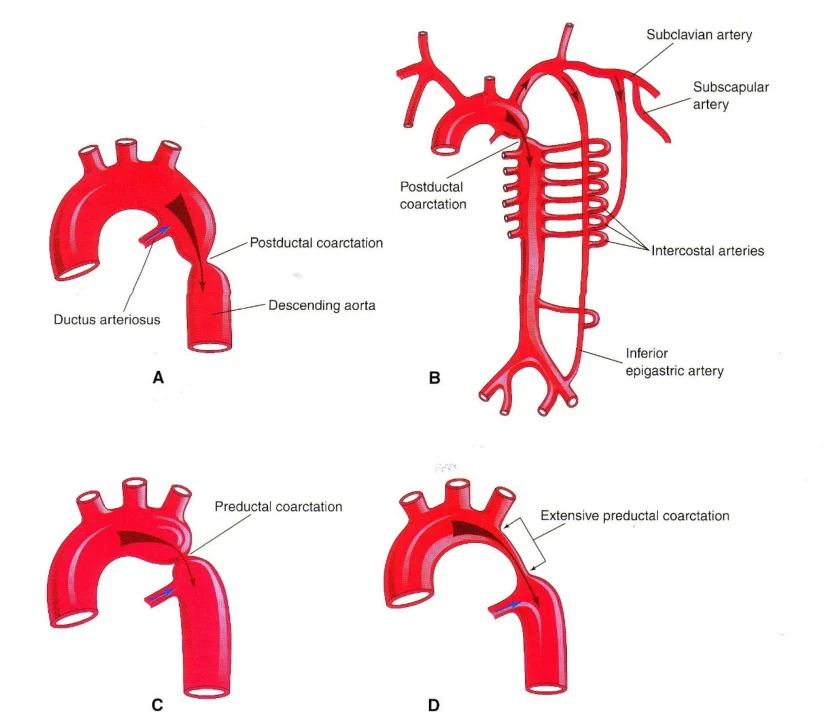 Subclavian artery
Subscapular
artery
Postductal
coarctation
Postductal coarctation
Intercostal arteries
Descending aorta
Ductus arteriosus
Inferior
epigastric artery
A
B
Preductal coarctation
Extensive preductal coarctation
C
D